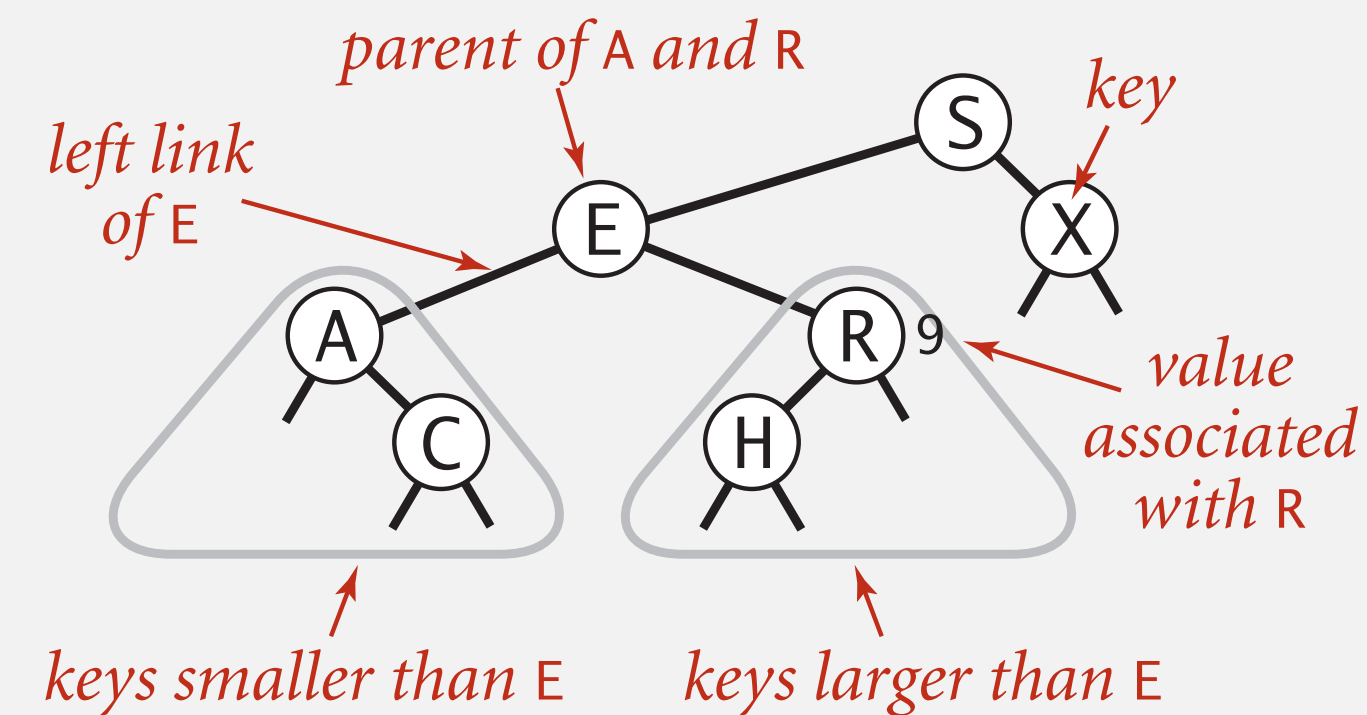 parent of A and R
key
left link
of E
S
E
X
A
R 9
C
H
value
associated
with R
keys smaller than E
keys larger than E